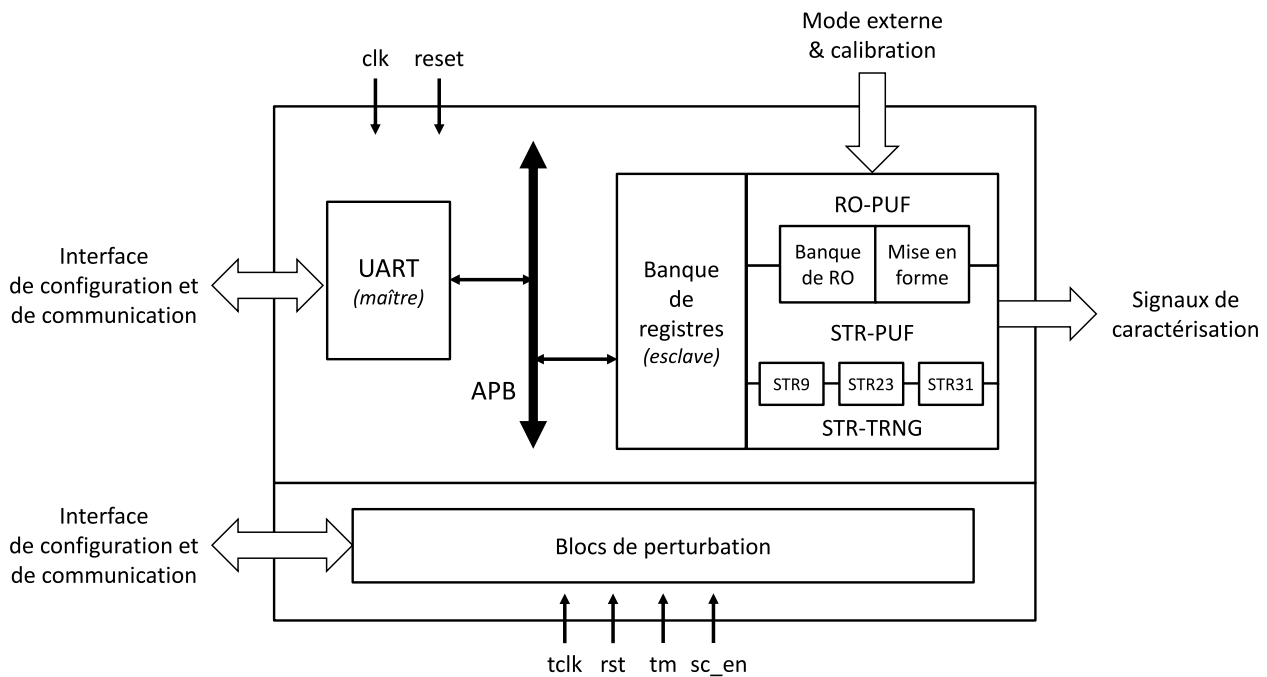 Mode externe
& calibration
clk
reset
RO-PUF
Banque
de RO
Mise en
forme
Interface
de configuration et
de communication
UART
(maître)
Banque
de
registres
(esclave)
Signaux de
caractérisation
STR-PUF
STR9
STR23
STR31
APB
STR-TRNG
Interface
de configuration et
de communication
Blocs de perturbation
tclk
rst
tm
sc_en